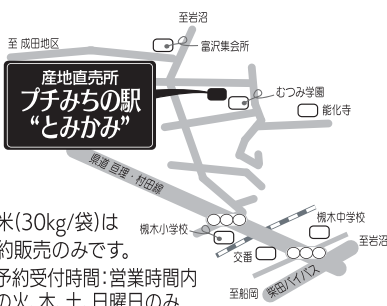 至岩沼
至 成田地区
富沢集会所
産地直売所
プチみちの駅
“とみかみ”
むつみ学園
能化寺
県道 亘理・村田線
米(30kg/袋)は
約販売のみです。
予約受付時間:営業時間内
の火、木、土、日曜日のみ
槻木小学校
槻木中学校
至岩沼
交番
至船岡
柴田バイパス